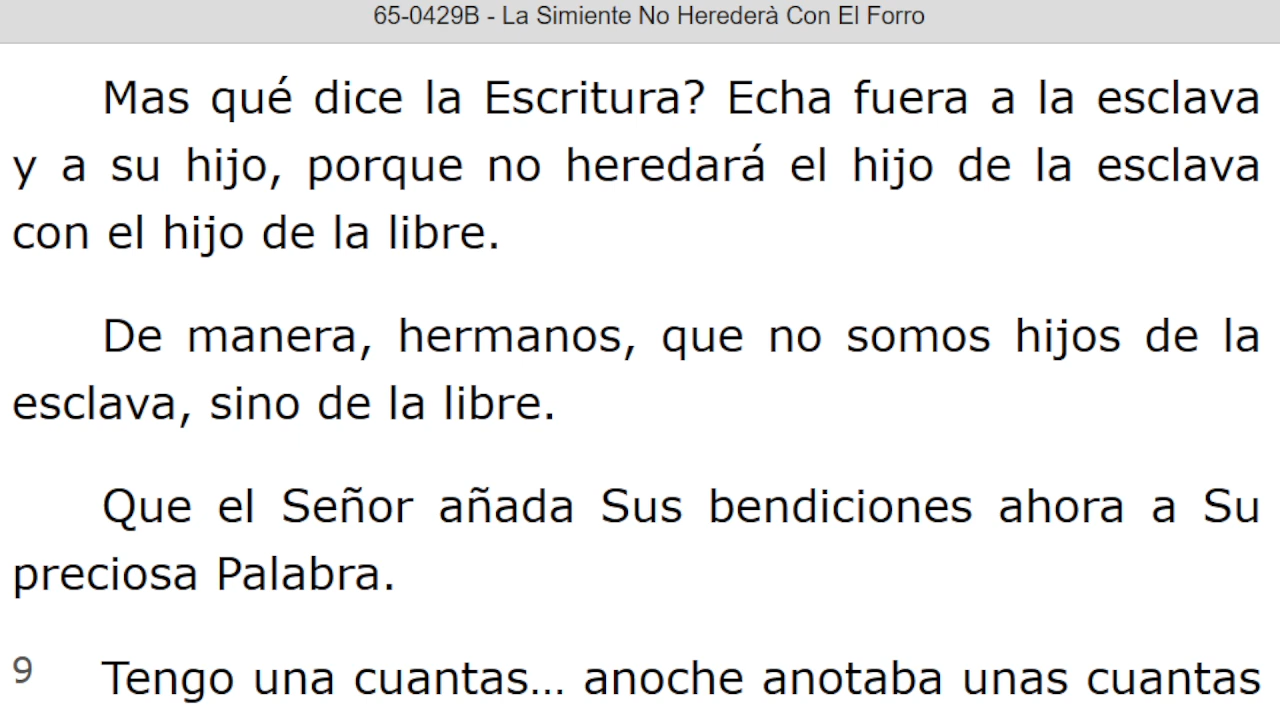 65-0429B - La Simiente No Herederà Con El Forro
Mas qué dice la Escritura? Echa fuera a la esclava
y a su hijo, porque no heredará el hijo de la esclava
con el hijo de la libre.
De manera, hermanos, que no somos hijos de la
esclava, sino de la libre.
Que el Señor añada Sus bendiciones ahora a Su
preciosa Palabra.
9 Tengo una cuantas... anoche anotaba unas cuantas